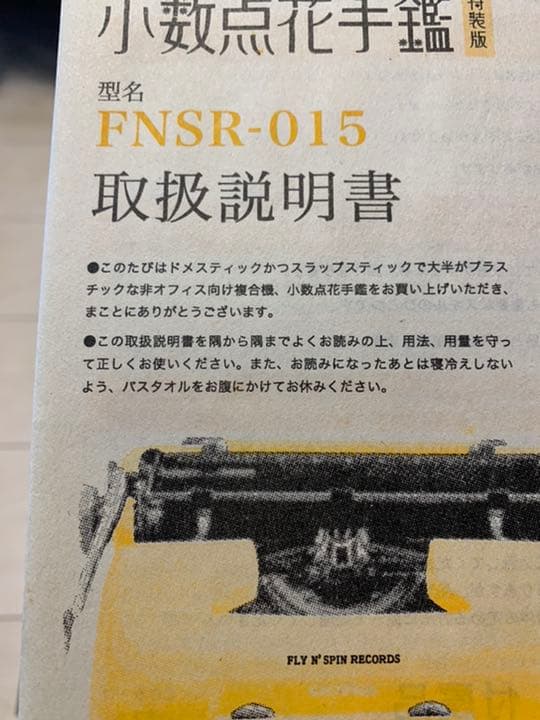 小数点花手鑑 付装版
型名
FNSR-015
取扱説明書
●このたびはドメスティックかつスラップスティックで大半がプラス
チックな非オフィス向け複合機、小数点花手鑑をお買い上げいただき、
まことにありがとうございます。
●この取扱説明書を隅から隅までよくお読みの上、用法、用量を守っ
て正しくお使いください。また、お読みになったあとは寝冷えしない
よう、バスタオルをお腹にかけてお休みください。
FLY N' SPIN RECORDS